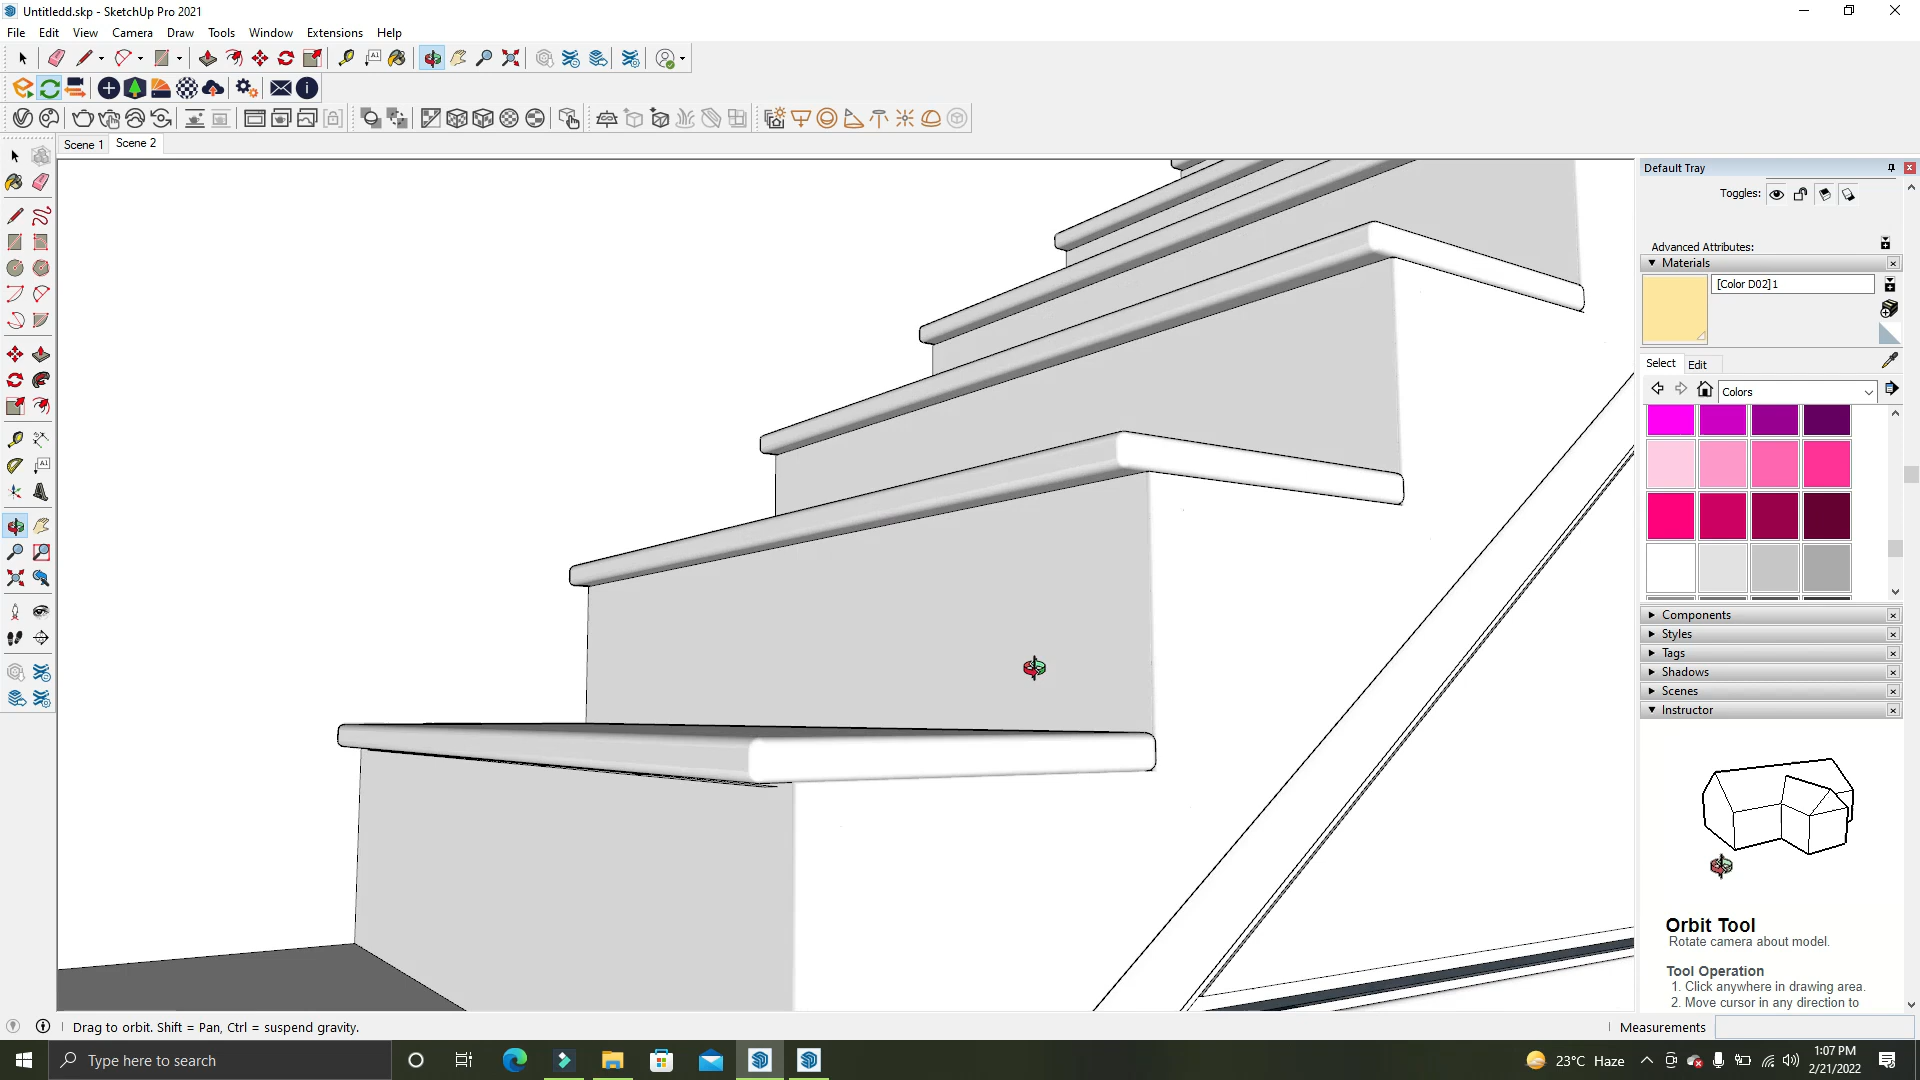 Untitledd.skp - SketchUp Pro 2021
File Edit View Camera Draw Tools Window Extensions Help
Scene 1 Scene 2
Default Tray
Toggles:
Advanced Attributes:
Materials
[Color D02]1
Select Edit
Colors
Components
Styles
Tags
Shadows
Scenes
Instructor
Orbit Tool
Rotate camera about model.
Tool Operation
1. Click anywhere in drawing area.
2. Move cursor in any direction to
Drag to orbit. Shift = Pan, Ctrl = suspend gravity.
Measurements
Type here to search
23°C Haze
1:07 PM
2/21/2022